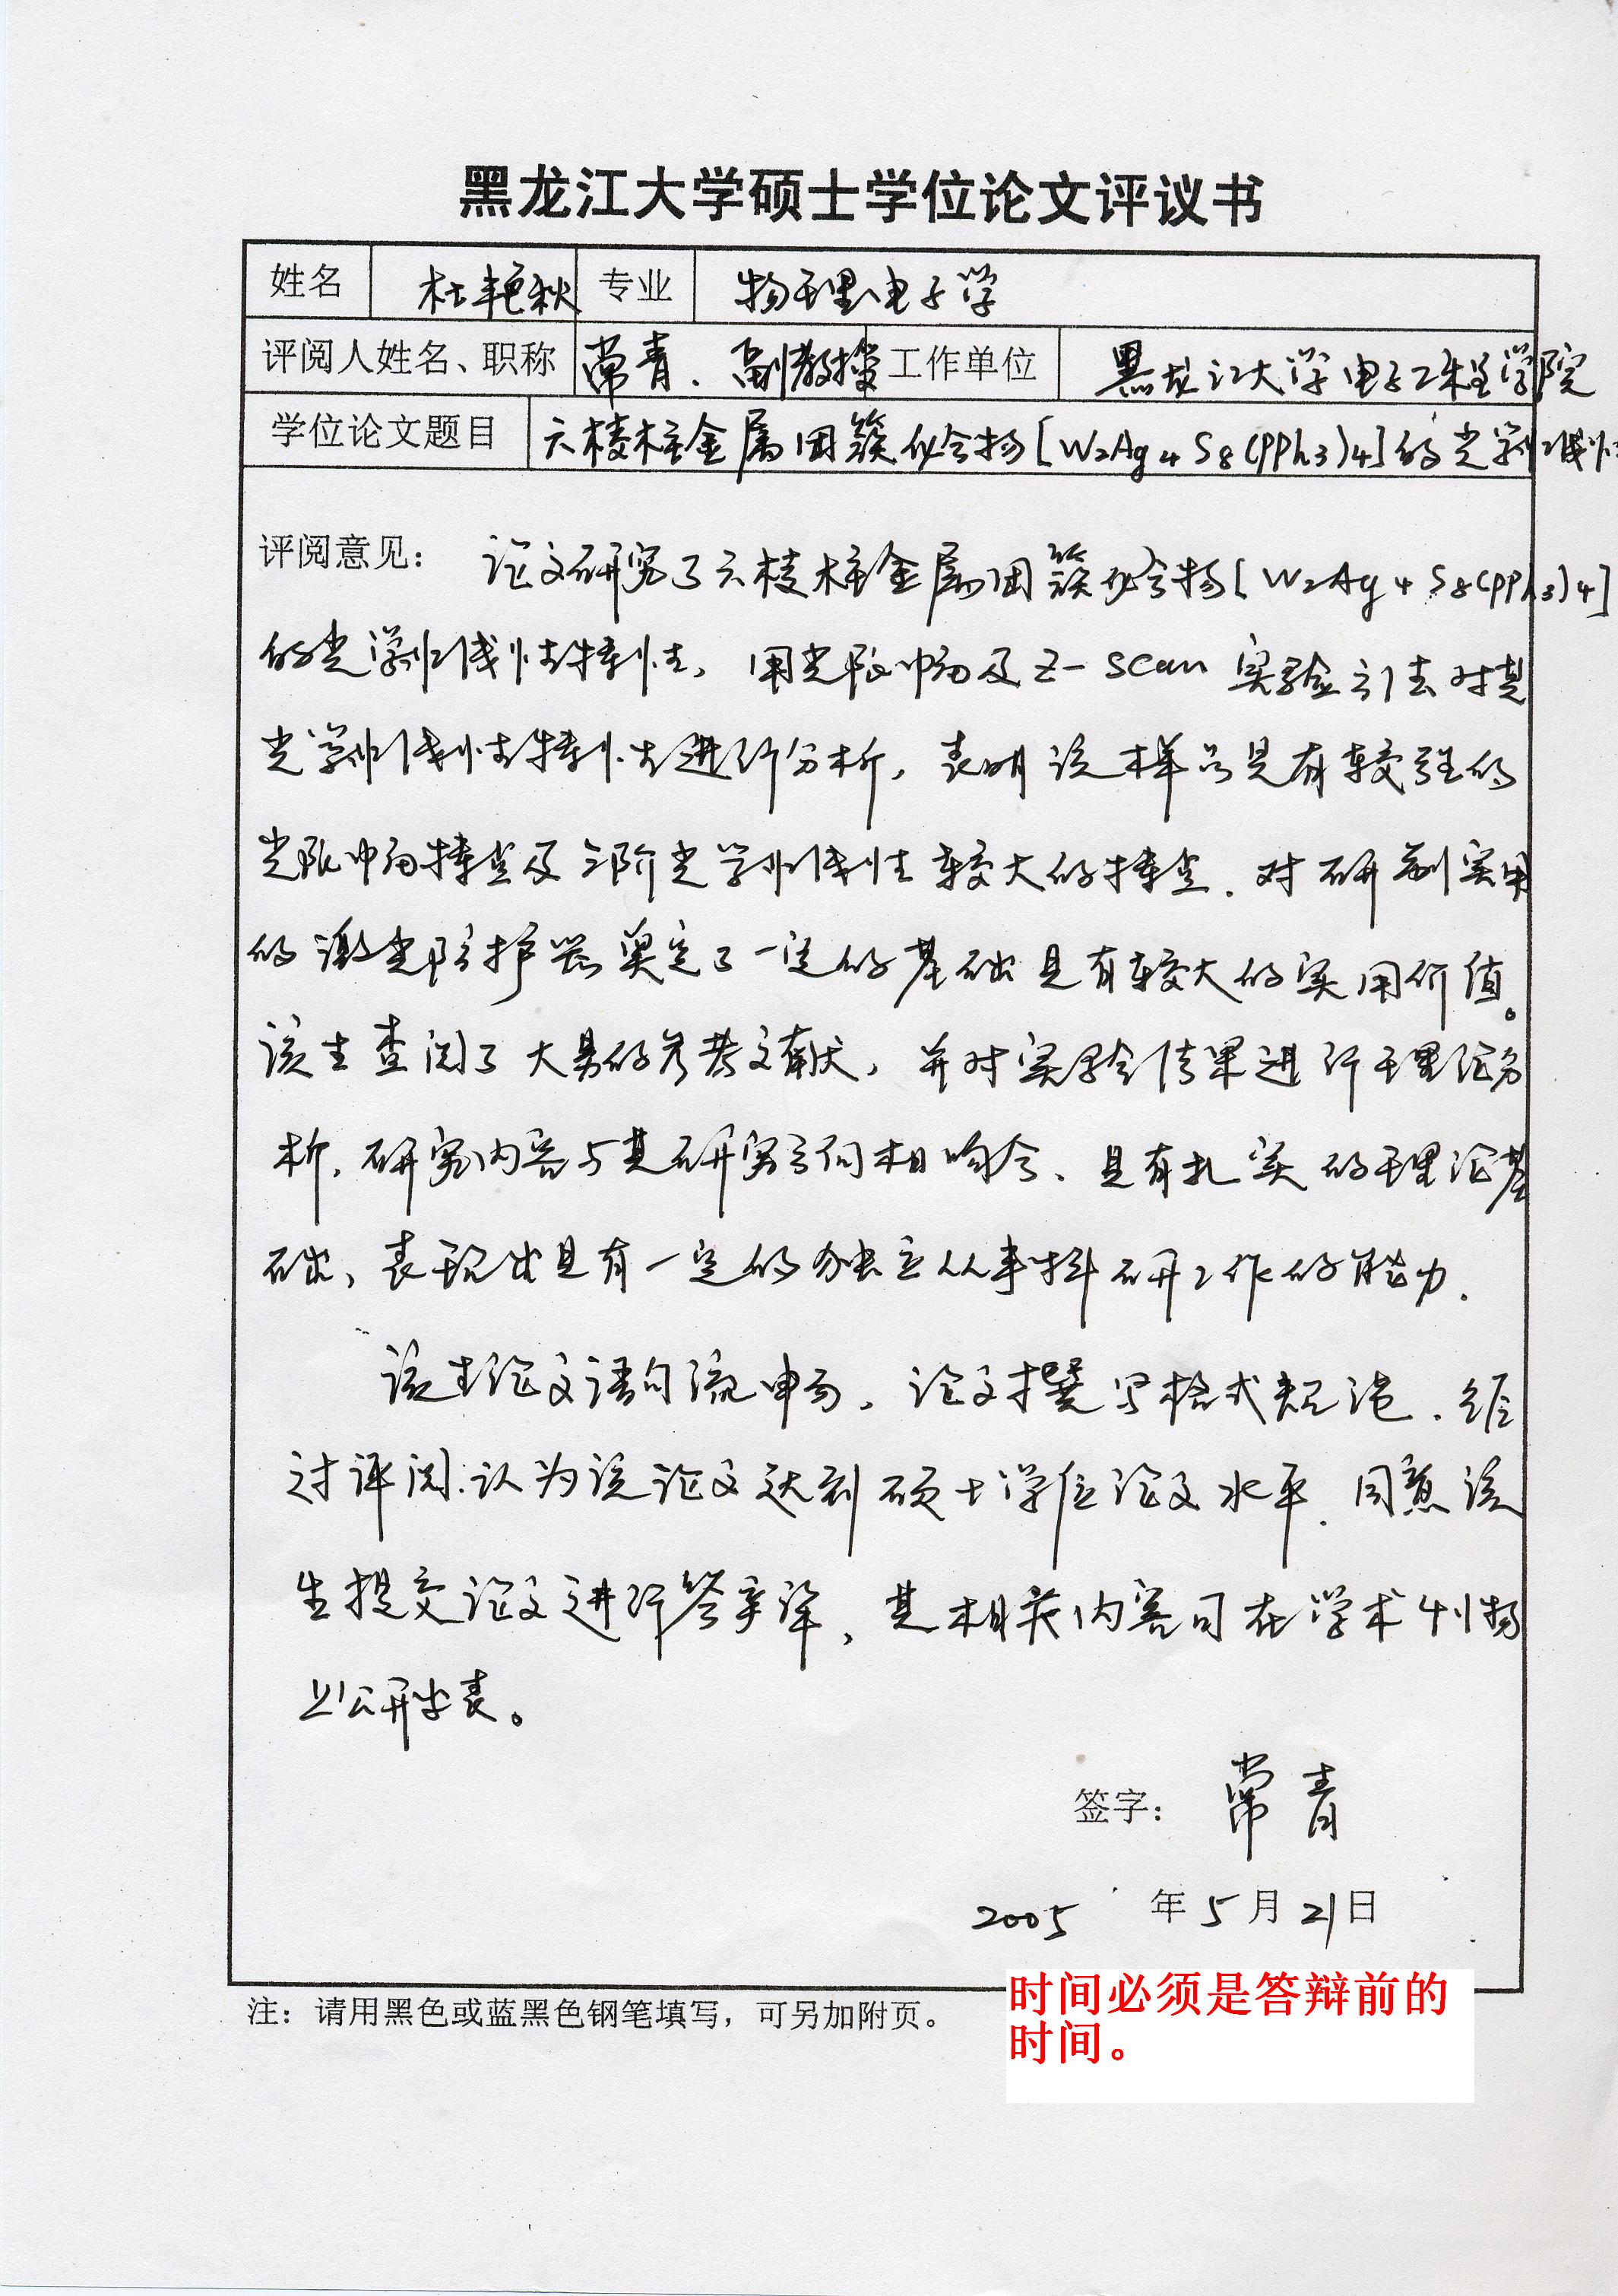 黑龙江大学硕士学位论文评议书
姓名 杜艳秋 专业 物理电子学
评阅人姓名、职称 常青. 副教授 工作单位 黑龙江大学电子工程学院
学位论文题目 六棱柱金属团簇化合物[W2Ag4S8(PPh3)4]的光学非线性
评阅意见: 论文研究了六棱柱金属团簇化合物[W2Ag4S8(PPh3)4]
的光学非线性特性，用光限幅及Z-scan实验方法对其
光学非线性特性进行分析，表明该样品具有较强的
光限幅特点及三阶光学非线性较大的特点.对研制实用
的激光防护器奠定了一定的基础具有较大的实用价值。
该生查阅了大量的参考文献，并对实验结果进行理论分
析.研究内容与其研究方向相吻合、具有扎实的理论基
础、表现出具有一定的独立从事科研工作的能力.
该生论文语句流畅，论文撰写格式规范.经
过评阅.认为该论文达到硕士学位论文水平.同意该
生提交论文进行答辩，其相关内容可在学术刊物
上公开发表。
签字: 常青
2005 年 5 月 21 日
注: 请用黑色或蓝黑色钢笔填写，可另加附页。
时间必须是答辩前的
时间。